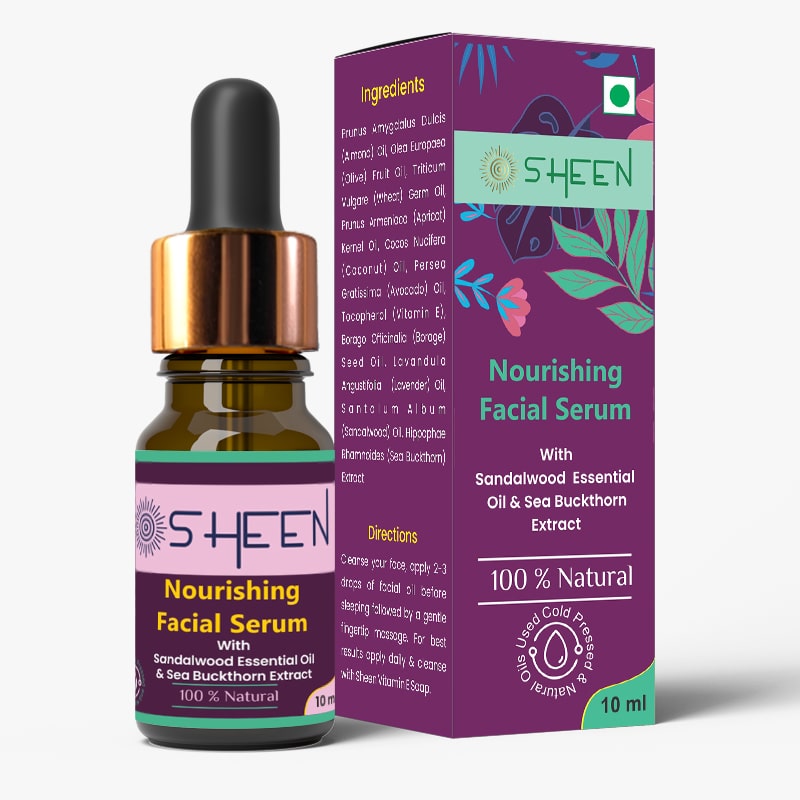 SHEEN
Nourishing
Facial Serum
With
Sandalwood Essential Oil
& Sea Buckthorn Extract
100 % Natural
10 m
Ingredients
Prunus Amygdalus Dulcis
(Almond) Oil, Olea Europaea
(Olive) Fruit Oil, Triticum
Vulgare (Wheat) Germ Oil,
Prunus Armeniaca (Apricot)
Kernel Oil, Cocos Nucifera
(Coconut) Oil, Persea
Gratissima (Avocado) Oil,
Tocopherol (Vitamin E),
Borago Officinalis (Borage)
Seed Oil. Lavandula
Angustifolia (Lavender) Oil,
Santalum Album
(Sandalwood) Oil. Hippophae
Rhamnoides (Sea Buckthorn)
Extract
Directions
Cleanse your face, apply 2-3
drops of facial oil before
sleeping followed by a gentle
fingertip massage. For best
results apply daily & cleanse
with Sheen Vitamin E Soap.
SHEEN
Nourishing
Facial Serum
With
Sandalwood Essential
Oil & Sea Buckthorn
Extract
100 % Natural
Used Cold Pressed & Natural Oils
10 ml